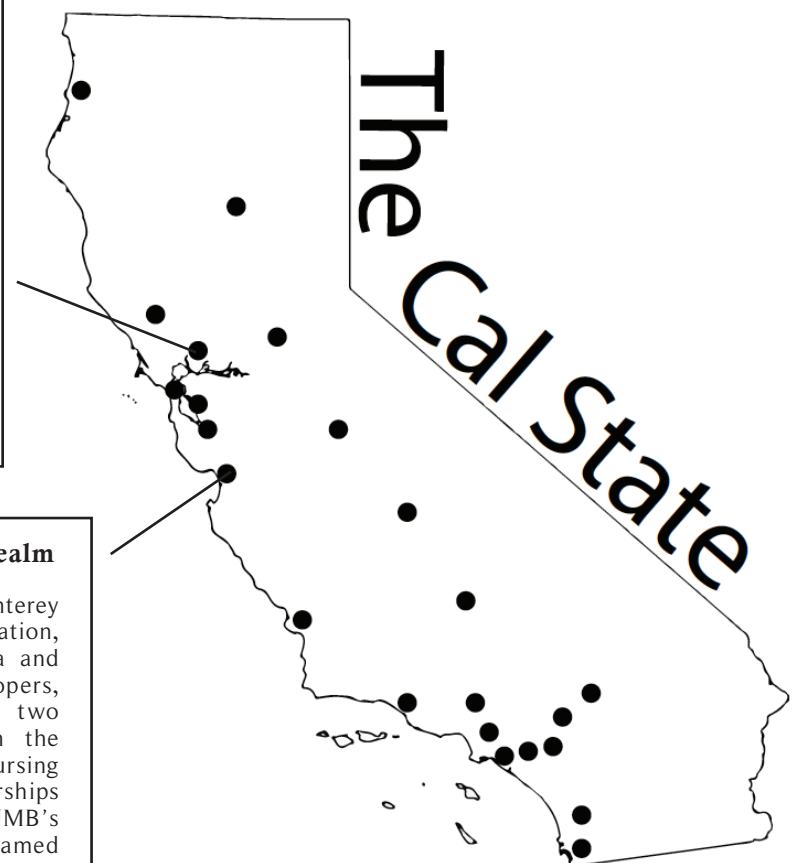 The Cal State
ealm
nterey
ation,
a and
opers,
two
n the
ursing
rships
MB's
amed